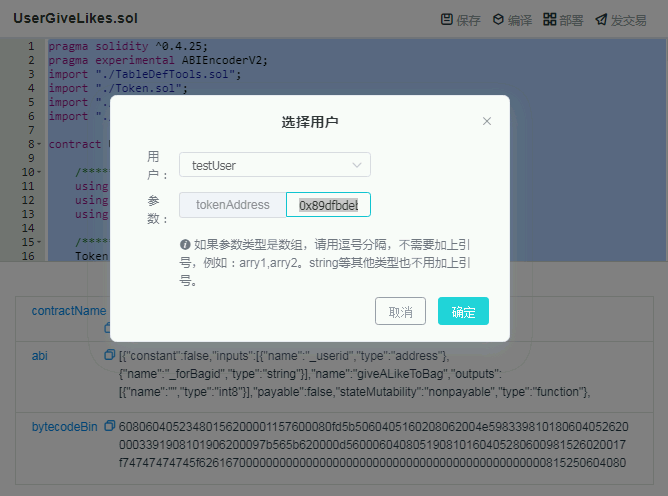 UserGiveLikes.sol 保存 编译 部署 发交易
1 pragma solidity ^0.4.25;
2 pragma experimental ABIEncoderV2;
3 import "./TableDefTools.sol";
4 import "./Token.sol";
5 import "./
6 import "./
7
8 contract U
9
10 /*****
11 using
12 using
13 using
14
15 /*****
16 Token
选择用户
用户：
testUser
参数：
tokenAddress 0x89dfbdeb
如果参数类型是数组，请用逗号分隔，不需要加上引
号，例如：arry1,arry2。string等其他类型也不用加上引
号。
取消 确定
contractName
abi [{"constant":false,"inputs":[{"name":"_userid","type":"address"},
{"name":"_forBagid","type":"string"}],"name":"giveALikeToBag","outputs":
[{"name":"","type":"int8"}],"payable":false,"stateMutability":"nonpayable","type":"function"},
bytecodeBin